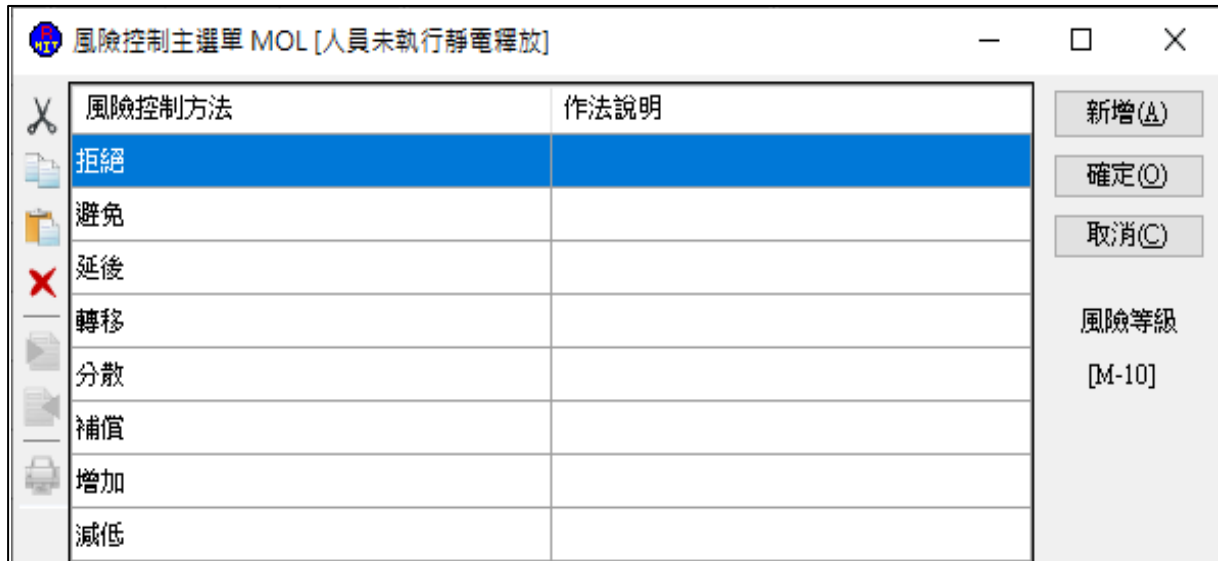 風險控制主選單 MOL [人員未執行靜電釋放]
風險控制方法 作法說明
拒絕
避免
延後
轉移
分散
補償
增加
減低
新增(A)
確定(O)
取消(C)
風險等級
[M-10]